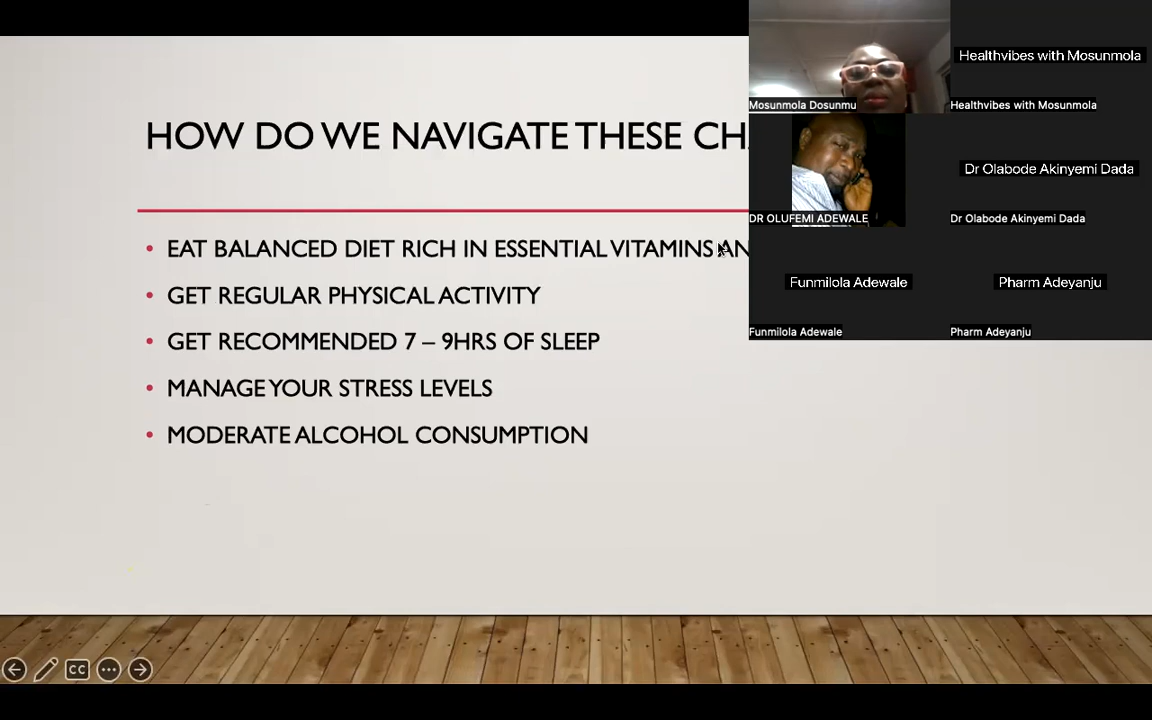 HOW DO WE NAVIGATE THESE
EAT BALANCED DIET RICH IN ESSENTIAL VITAMINS
GET REGULAR PHYSICAL ACTIVITY
GET RECOMMENDED 7 – 9HRS OF SLEEP
MANAGE YOUR STRESS LEVELS
MODERATE ALCOHOL CONSUMPTION
Mosunmola Dosunmu
Healthvibes with Mosunmola
Healthvibes with Mosunmola
DR OLUFEMI ADEWALE
Dr Olabode Akinyemi Dada
Dr Olabode Akinyemi Dada
Funmilola Adewale
Funmilola Adewale
Pharm Adeyanju
Pharm Adeyanju
CC